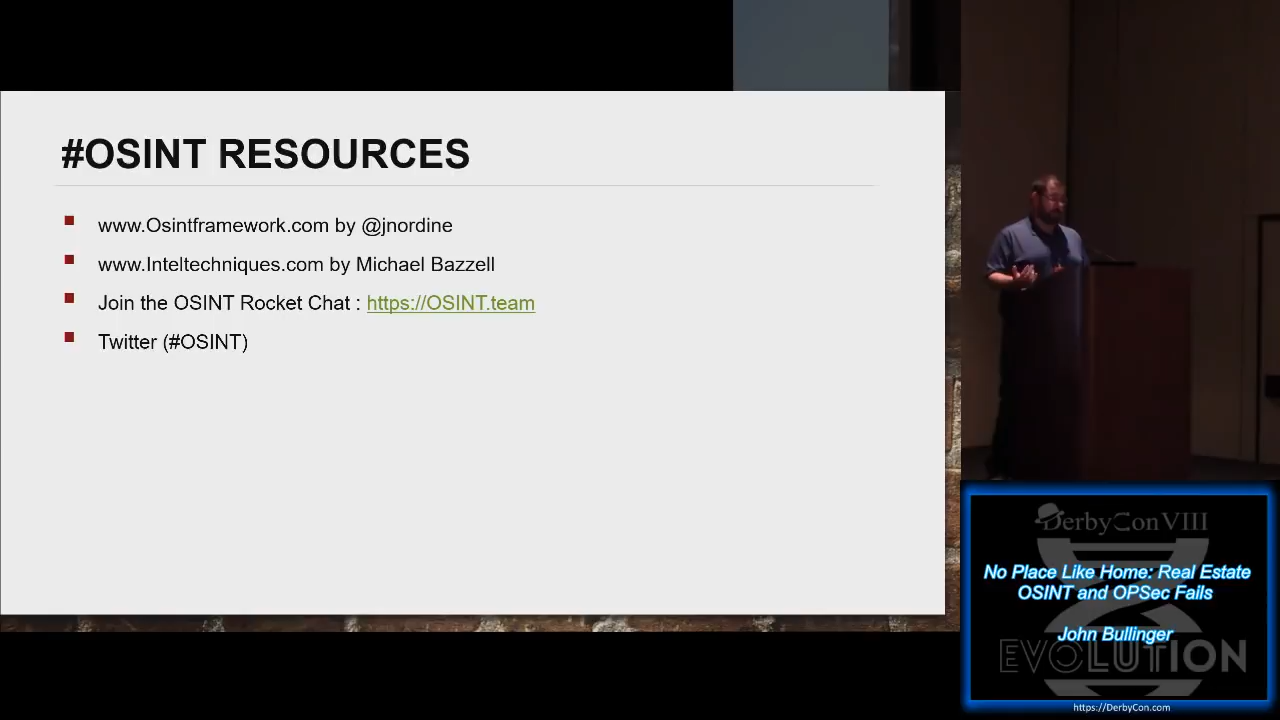 #OSINT RESOURCES
www.Osintframework.com by @jnordine
www.Inteltechniques.com by Michael Bazzell
Join the OSINT Rocket Chat : https://OSINT.team
Twitter (#OSINT)
DerbyCon VIII
No Place Like Home: Real Estate
OSINT and OPSec Fails
John Bullinger
EVOLUTION
https://DerbyCon.com